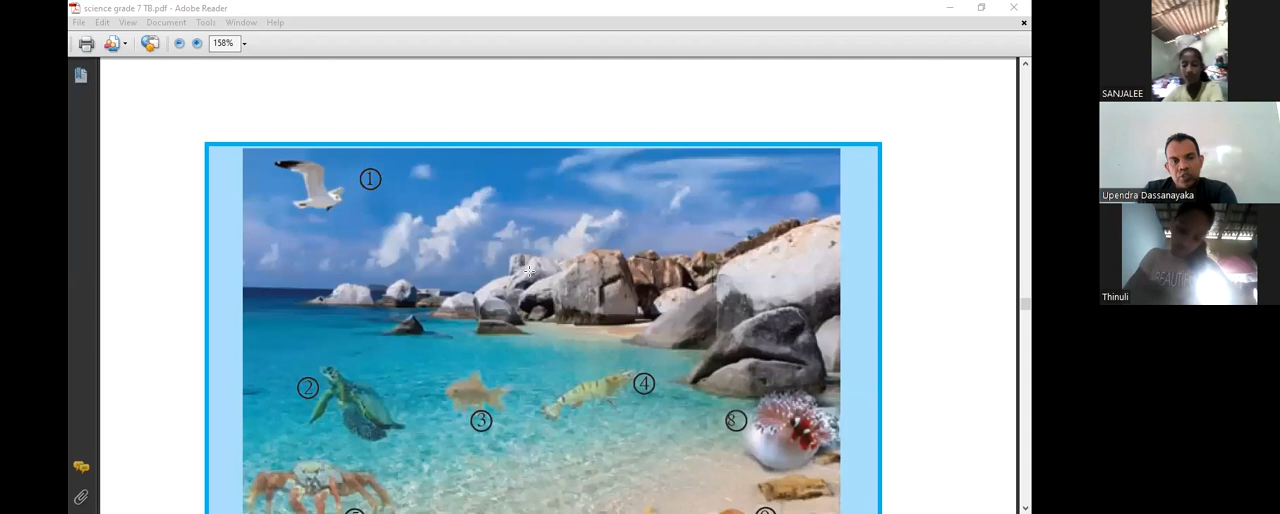 science grade 7 TB.pdf - Adobe Reader
File Edit View Document Tools Window Help
158%
1
2
3
4
8
SANJALEE
Upendra Dassanayaka
Thinuli